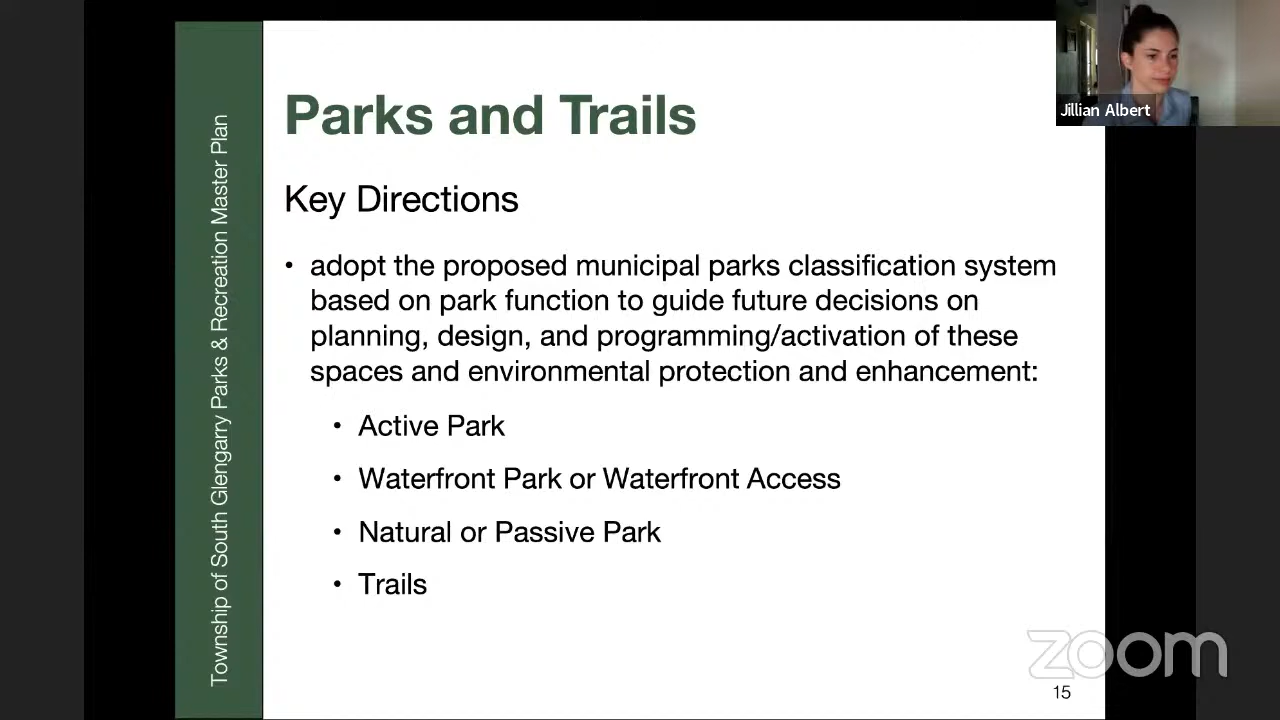 Parks and Trails
Jillian Albert
Key Directions
• adopt the proposed municipal parks classification system
based on park function to guide future decisions on
planning, design, and programming/activation of these
spaces and environmental protection and enhancement:
• Active Park
• Waterfront Park or Waterfront Access
• Natural or Passive Park
• Trails
Township of South Glengarry Parks & Recreation Master Plan
zoom
15